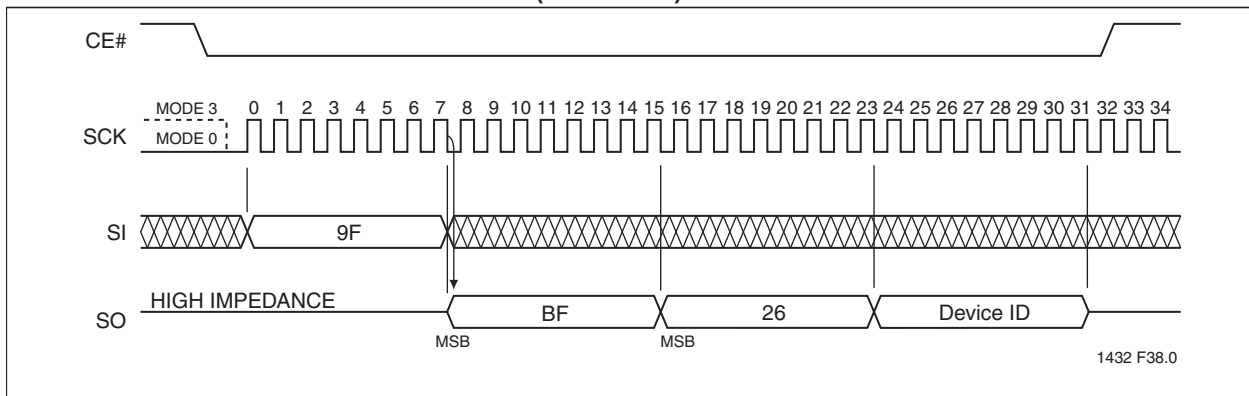 CE#
MODE 3 0 1 2 3 4 5 6 7 8 9 10 11 12 13 14 15 16 17 18 19 20 21 22 23 24 25 26 27 28 29 30 31 32 33 34
SCK MODE 0
SI 9F
HIGH IMPEDANCE
SO BF 26 Device ID
MSB MSB
1432 F38.0